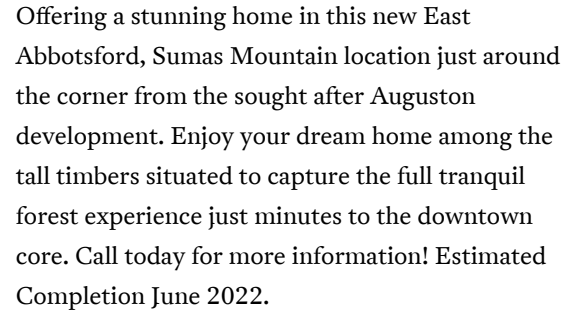 Offering a stunning home in this new East
Abbotsford, Sumas Mountain location just around
the corner from the sought after Auguston
development. Enjoy your dream home among the
tall timbers situated to capture the full tranquil
forest experience just minutes to the downtown
core. Call today for more information! Estimated
Completion June 2022.